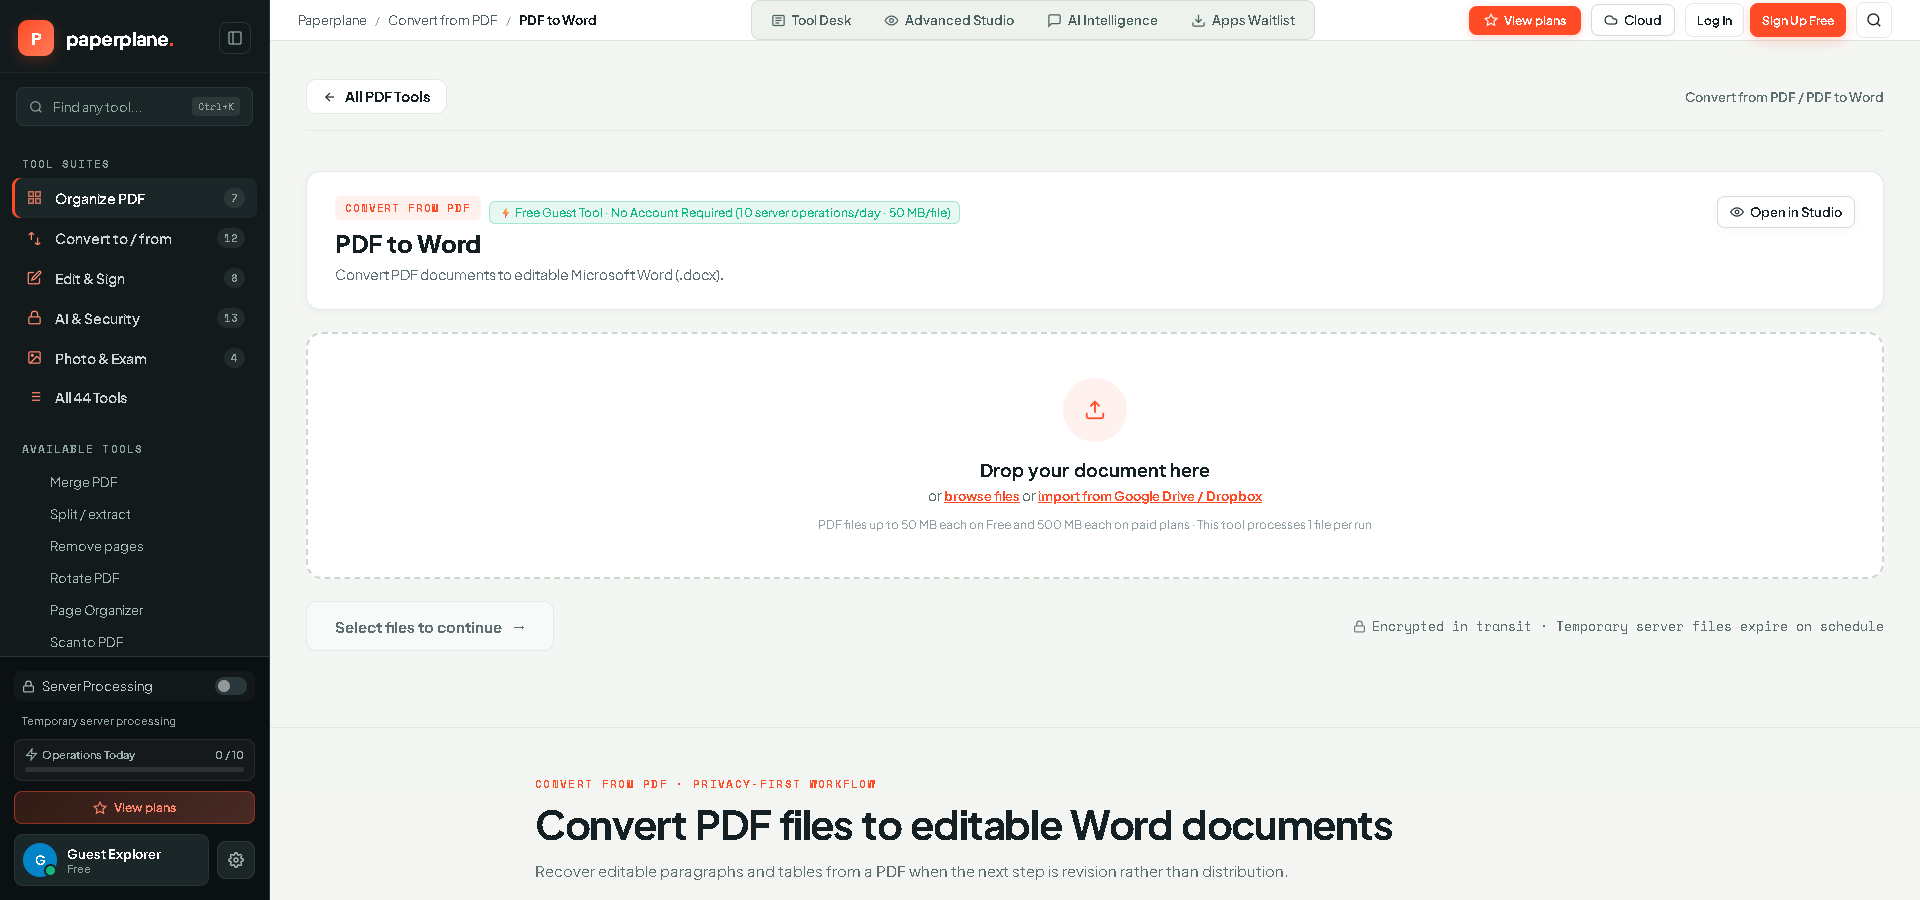 P paperplane.
Find any tool... Ctrl+K
TOOL SUITES
Organize PDF 7
Convert to / from 12
Edit & Sign 8
AI & Security 13
Photo & Exam 4
All 44 Tools
AVAILABLE TOOLS
Merge PDF
Split / extract
Remove pages
Rotate PDF
Page Organizer
Scan to PDF
Server Processing
Temporary server processing
Operations Today 0 / 10
View plans
G Guest Explorer
Free
Paperplane / Convert from PDF / PDF to Word
Tool Desk Advanced Studio AI Intelligence Apps Waitlist
View plans Cloud Log In Sign Up Free
← All PDF Tools
Convert from PDF / PDF to Word
CONVERT FROM PDF
Free Guest Tool · No Account Required (10 server operations/day · 50 MB/file)
Open in Studio
PDF to Word
Convert PDF documents to editable Microsoft Word (.docx).
Drop your document here
or browse files or import from Google Drive / Dropbox
PDF files up to 50 MB each on Free and 500 MB each on paid plans · This tool processes 1 file per run
Select files to continue →
Encrypted in transit · Temporary server files expire on schedule
CONVERT FROM PDF · PRIVACY-FIRST WORKFLOW
Convert PDF files to editable Word documents
Recover editable paragraphs and tables from a PDF when the next step is revision rather than distribution.